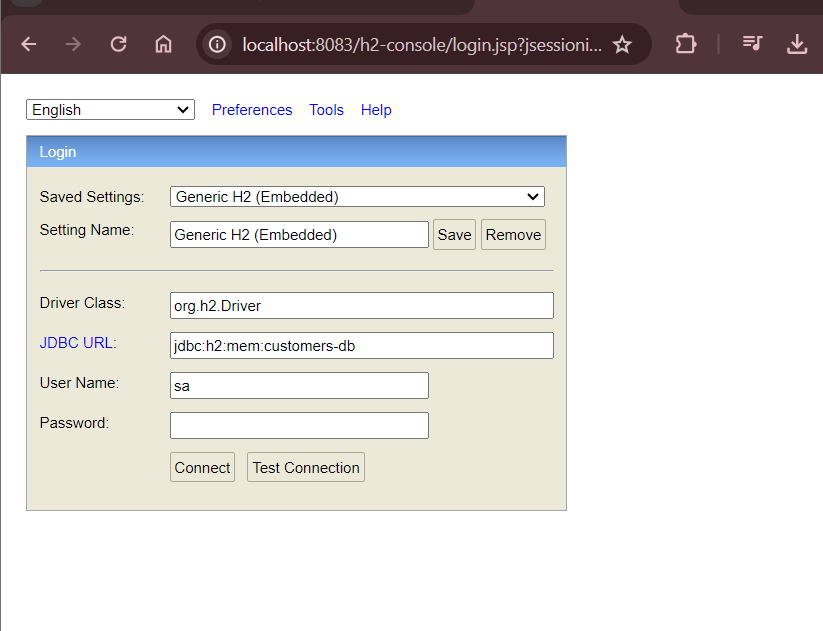 localhost:8083/h2-console/login.jsp?jsessioni...
English Preferences Tools Help
Login
Saved Settings: Generic H2 (Embedded)
Setting Name: Generic H2 (Embedded) Save Remove
Driver Class: org.h2.Driver
JDBC URL: jdbc:h2:mem:customers-db
User Name: sa
Password:
Connect Test Connection